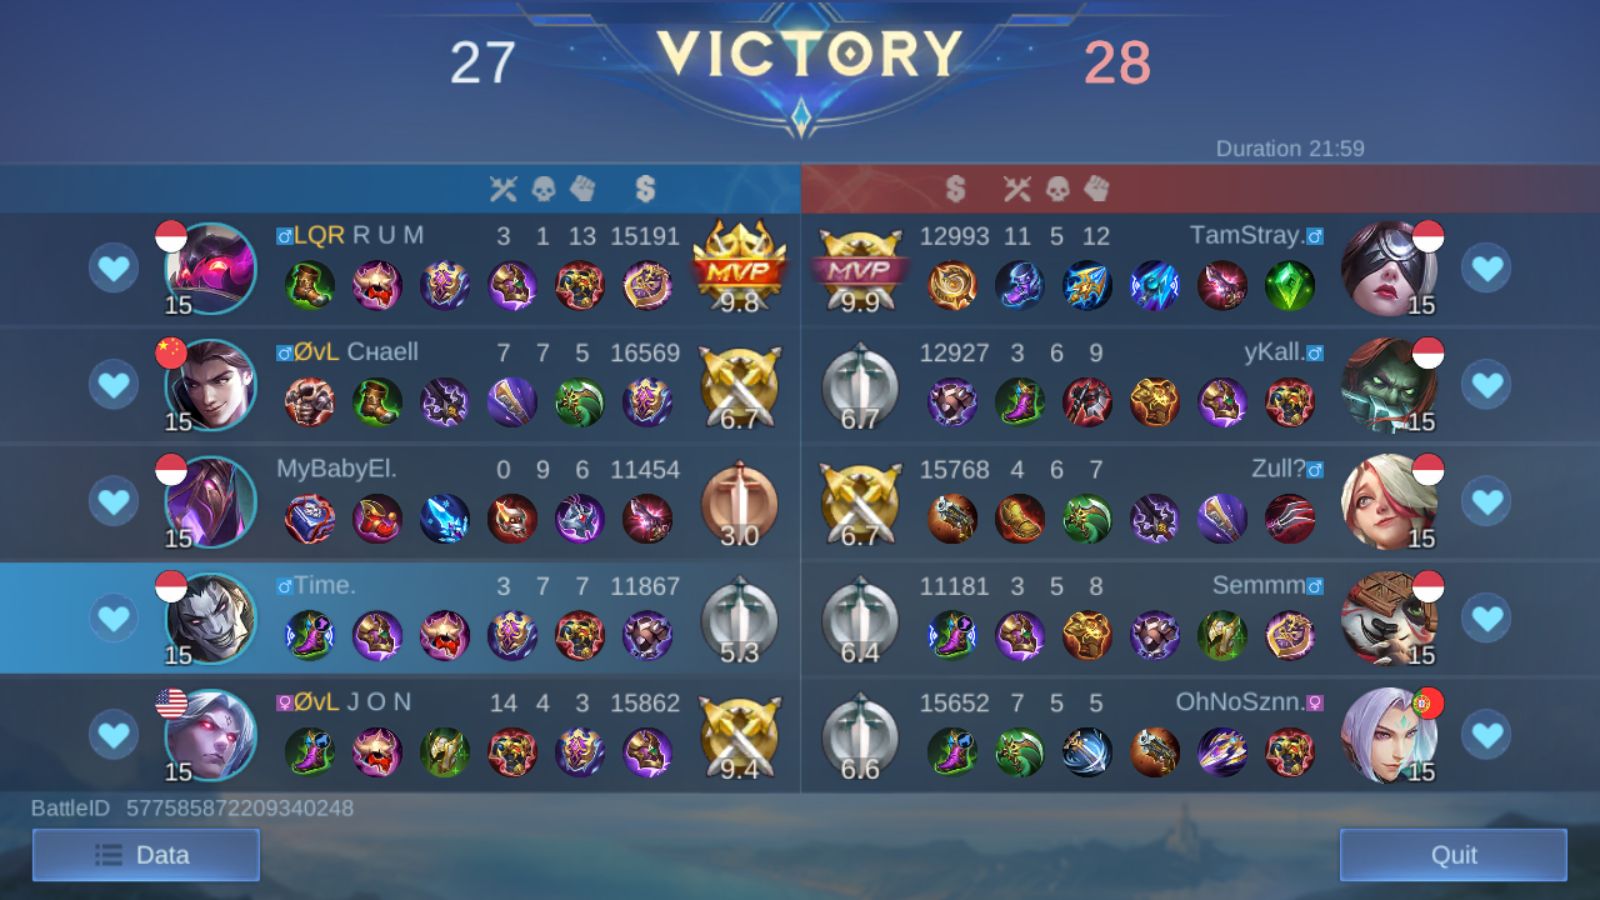 27 VICTORY 28
Duration 21:59
LQR R U M 3 1 13 15191 MVP 9.8 15
MVP 9.9 12993 11 5 12 TamStray. 15
ØvL Cнaell 7 7 5 16569 6.7 15
6.7 12927 3 6 9 yKall. 15
MyBabyEl. 0 9 6 11454 3.0 15
6.7 15768 4 6 7 Zull? 15
Time. 3 7 7 11867 5.3 15
6.4 11181 3 5 8 Semmm 15
ØvL J O N 14 4 3 15862 9.4 15
6.6 15652 7 5 5 OhNoSznn. 15
BattleID 577585872209340248
Data
Quit